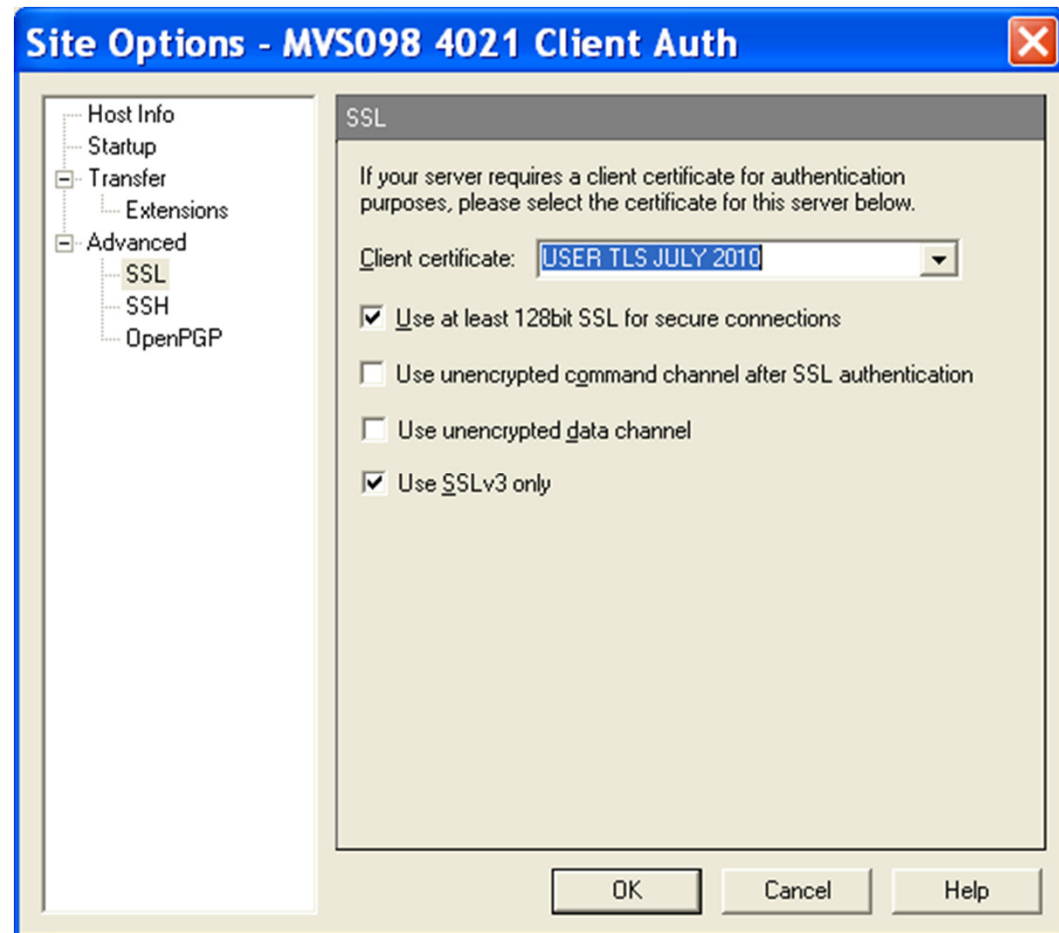 Site Options - MVS098 4021 Client Auth
Host Info
Startup
Transfer
Extensions
Advanced
SSL
SSH
OpenPGP
SSL
If your server requires a client certificate for authentication
purposes, please select the certificate for this server below.
Client certificate: USER TLS JULY 2010
Use at least 128bit SSL for secure connections
Use unencrypted command channel after SSL authentication
Use unencrypted data channel
Use SSLv3 only
OK Cancel Help